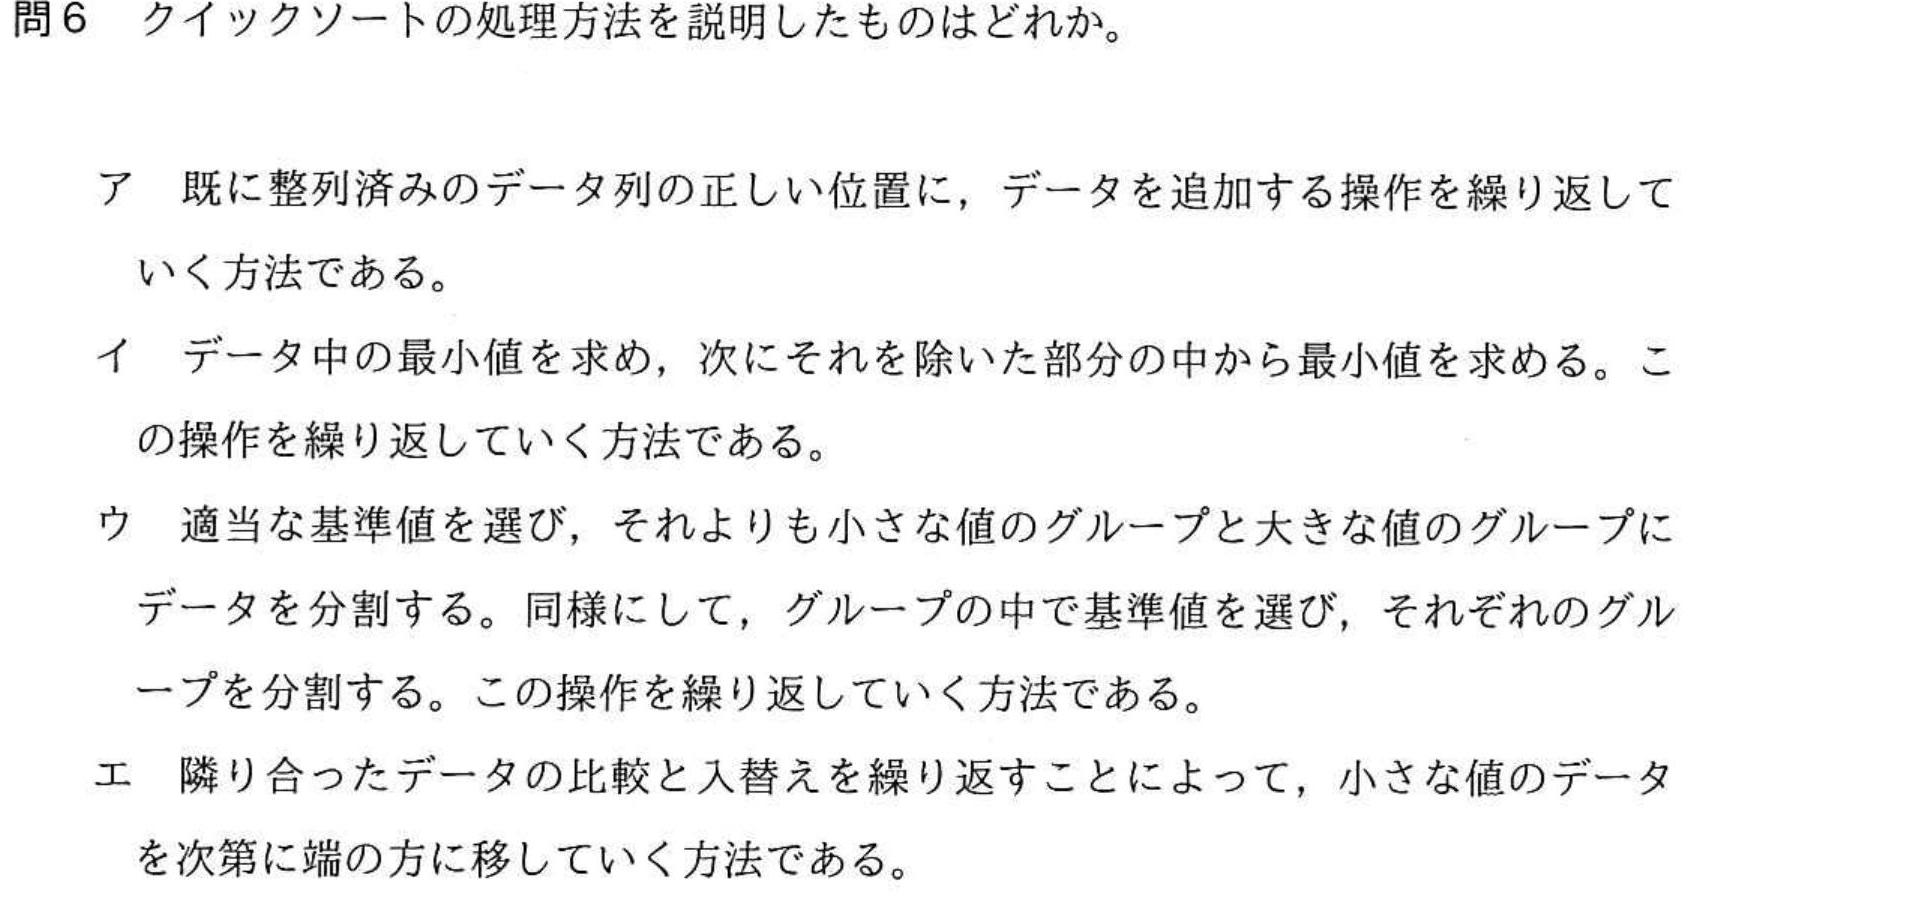 問6　クイックソートの処理方法を説明したものはどれか。
ア　既に整列済みのデータ列の正しい位置に，データを追加する操作を繰り返して
いく方法である。
イ　データ中の最小値を求め，次にそれを除いた部分の中から最小値を求める。こ
の操作を繰り返していく方法である。
ウ　適当な基準値を選び，それよりも小さな値のグループと大きな値のグループに
データを分割する。同様にして，グループの中で基準値を選び，それぞれのグル
ープを分割する。この操作を繰り返していく方法である。
エ　隣り合ったデータの比較と入替えを繰り返すことによって，小さな値のデータ
を次第に端の方に移していく方法である。